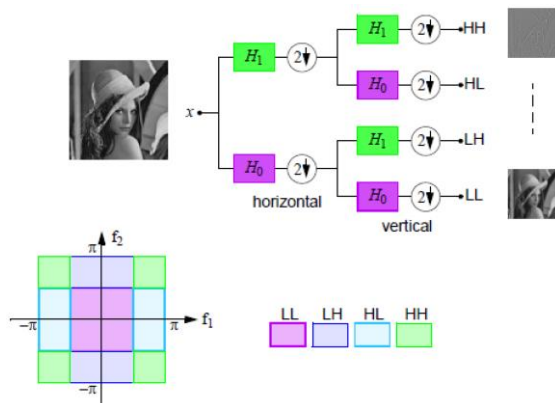 H₁ 2↓ HH
H₁ 2↓
H₀ 2↓ HL
x
H₁ 2↓ LH
H₀ 2↓
H₀ 2↓ LL
horizontal
vertical
π f₂
−π π f₁
−π
LL LH HL HH